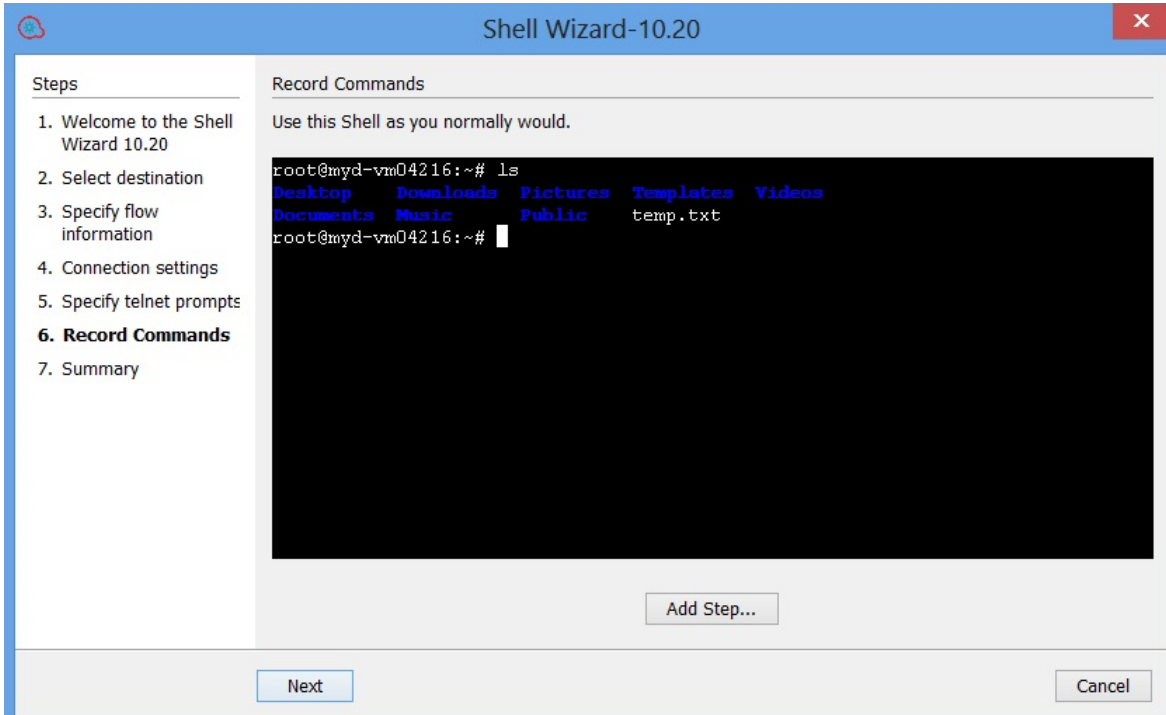 Shell Wizard-10.20
Steps
1. Welcome to the Shell
Wizard 10.20
2. Select destination
3. Specify flow
information
4. Connection settings
5. Specify telnet prompts
6. Record Commands
7. Summary
Record Commands
Use this Shell as you normally would.
root@myd-vm04216:~# ls
Desktop Downloads Pictures Templates Videos
Documents Music Public temp.txt
root@myd-vm04216:~#
Add Step...
Next
Cancel